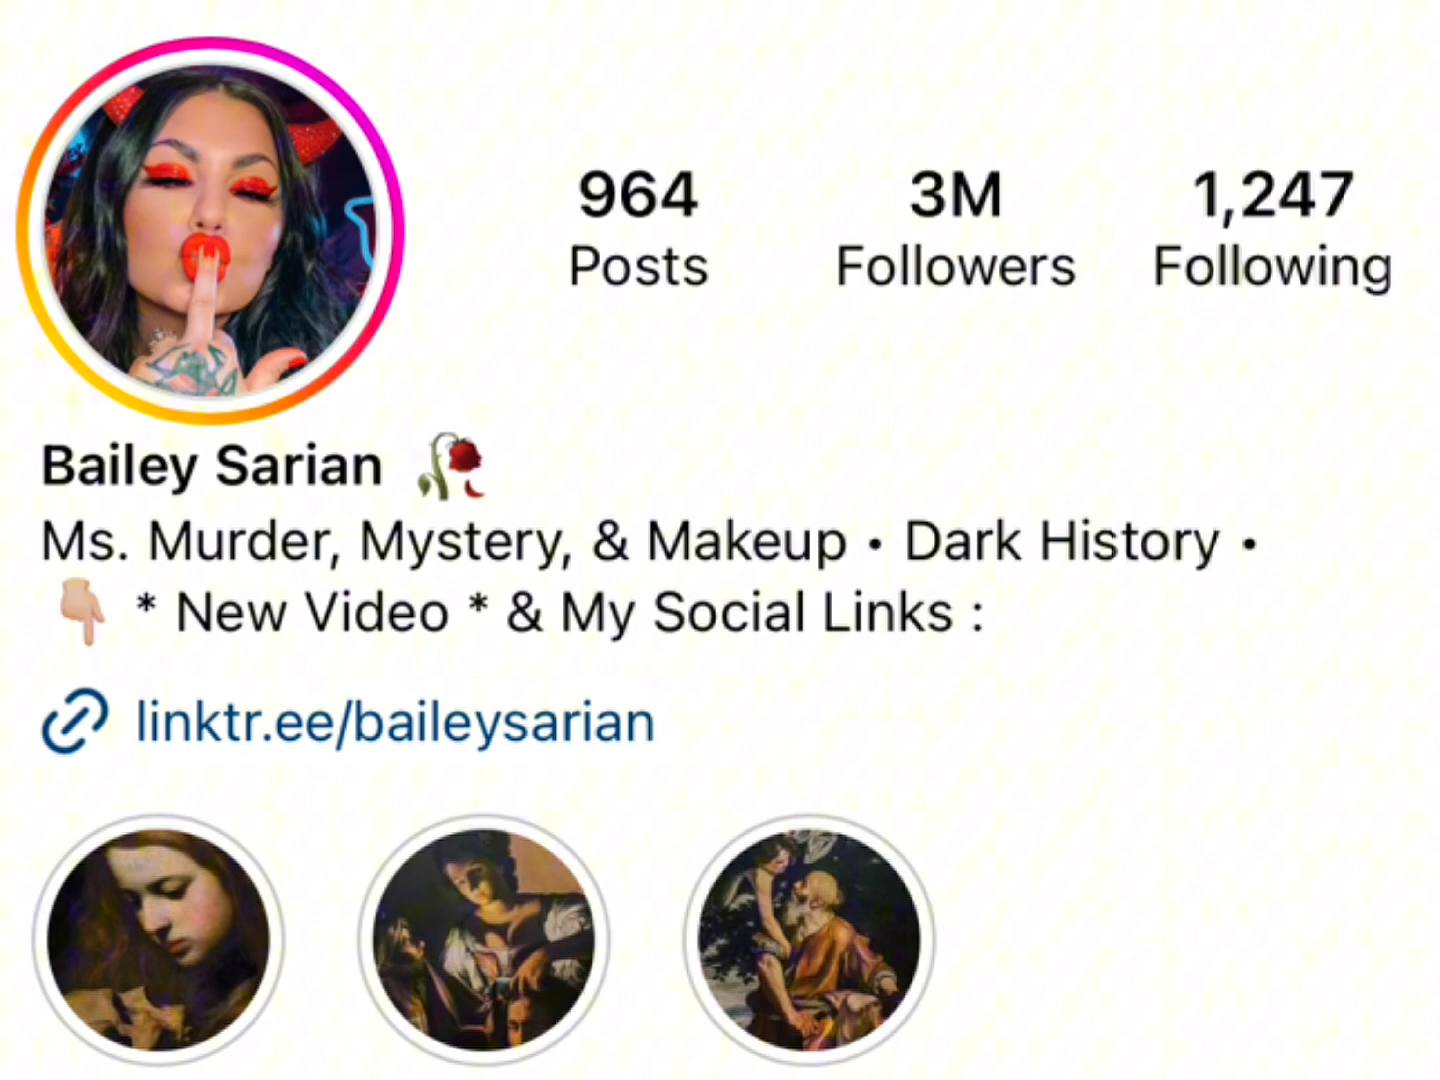 964 3M 1,247
Posts Followers Following
Bailey Sarian 🥀
Ms. Murder, Mystery, & Makeup • Dark History •
👇🏼 * New Video * & My Social Links :
linktr.ee/baileysarian